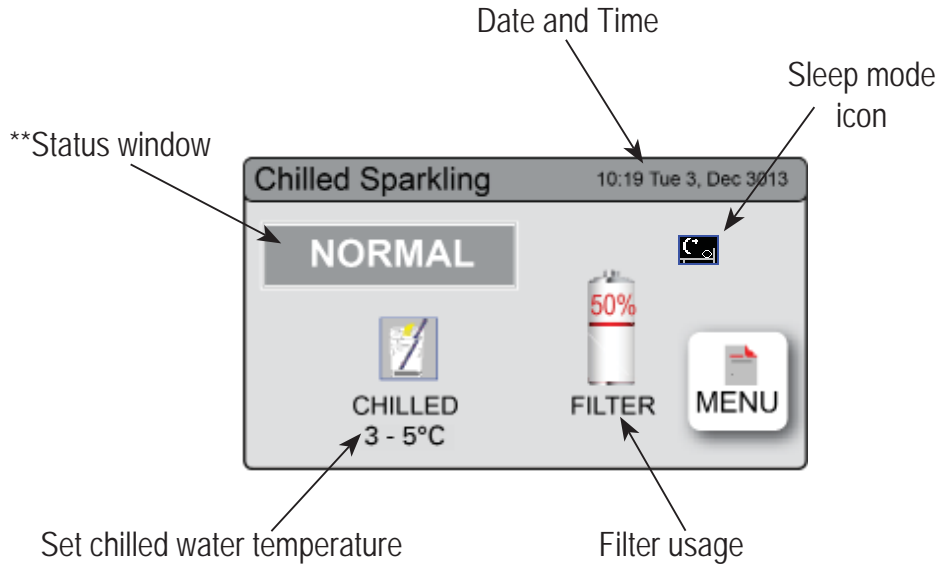 Date and Time
Sleep mode
icon
**Status window
Chilled Sparkling
10:19 Tue 3, Dec 3013
NORMAL
50%
CHILLED
3 - 5°C
FILTER
MENU
Set chilled water temperature
Filter usage